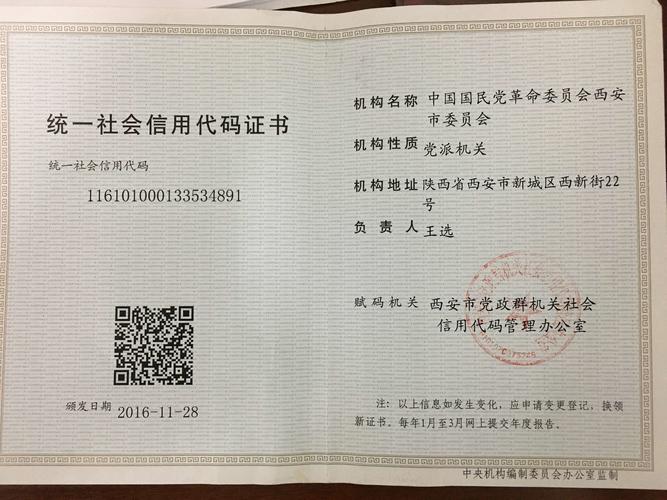 统一社会信用代码证书
统一社会信用代码
116101000133534891
颁发日期 2016-11-28
机构名称 中国国民党革命委员会西安
市委员会
机构性质 党派机关
机构地址 陕西省西安市新城区西新街22
号
负责人 王选
赋码机关 西安市党政群机关社会
信用代码管理办公室
注：以上信息如发生变化，应申请变更登记，换领
新证书。每年1月至3月网上提交年度报告。
中央机构编制委员会办公室监制